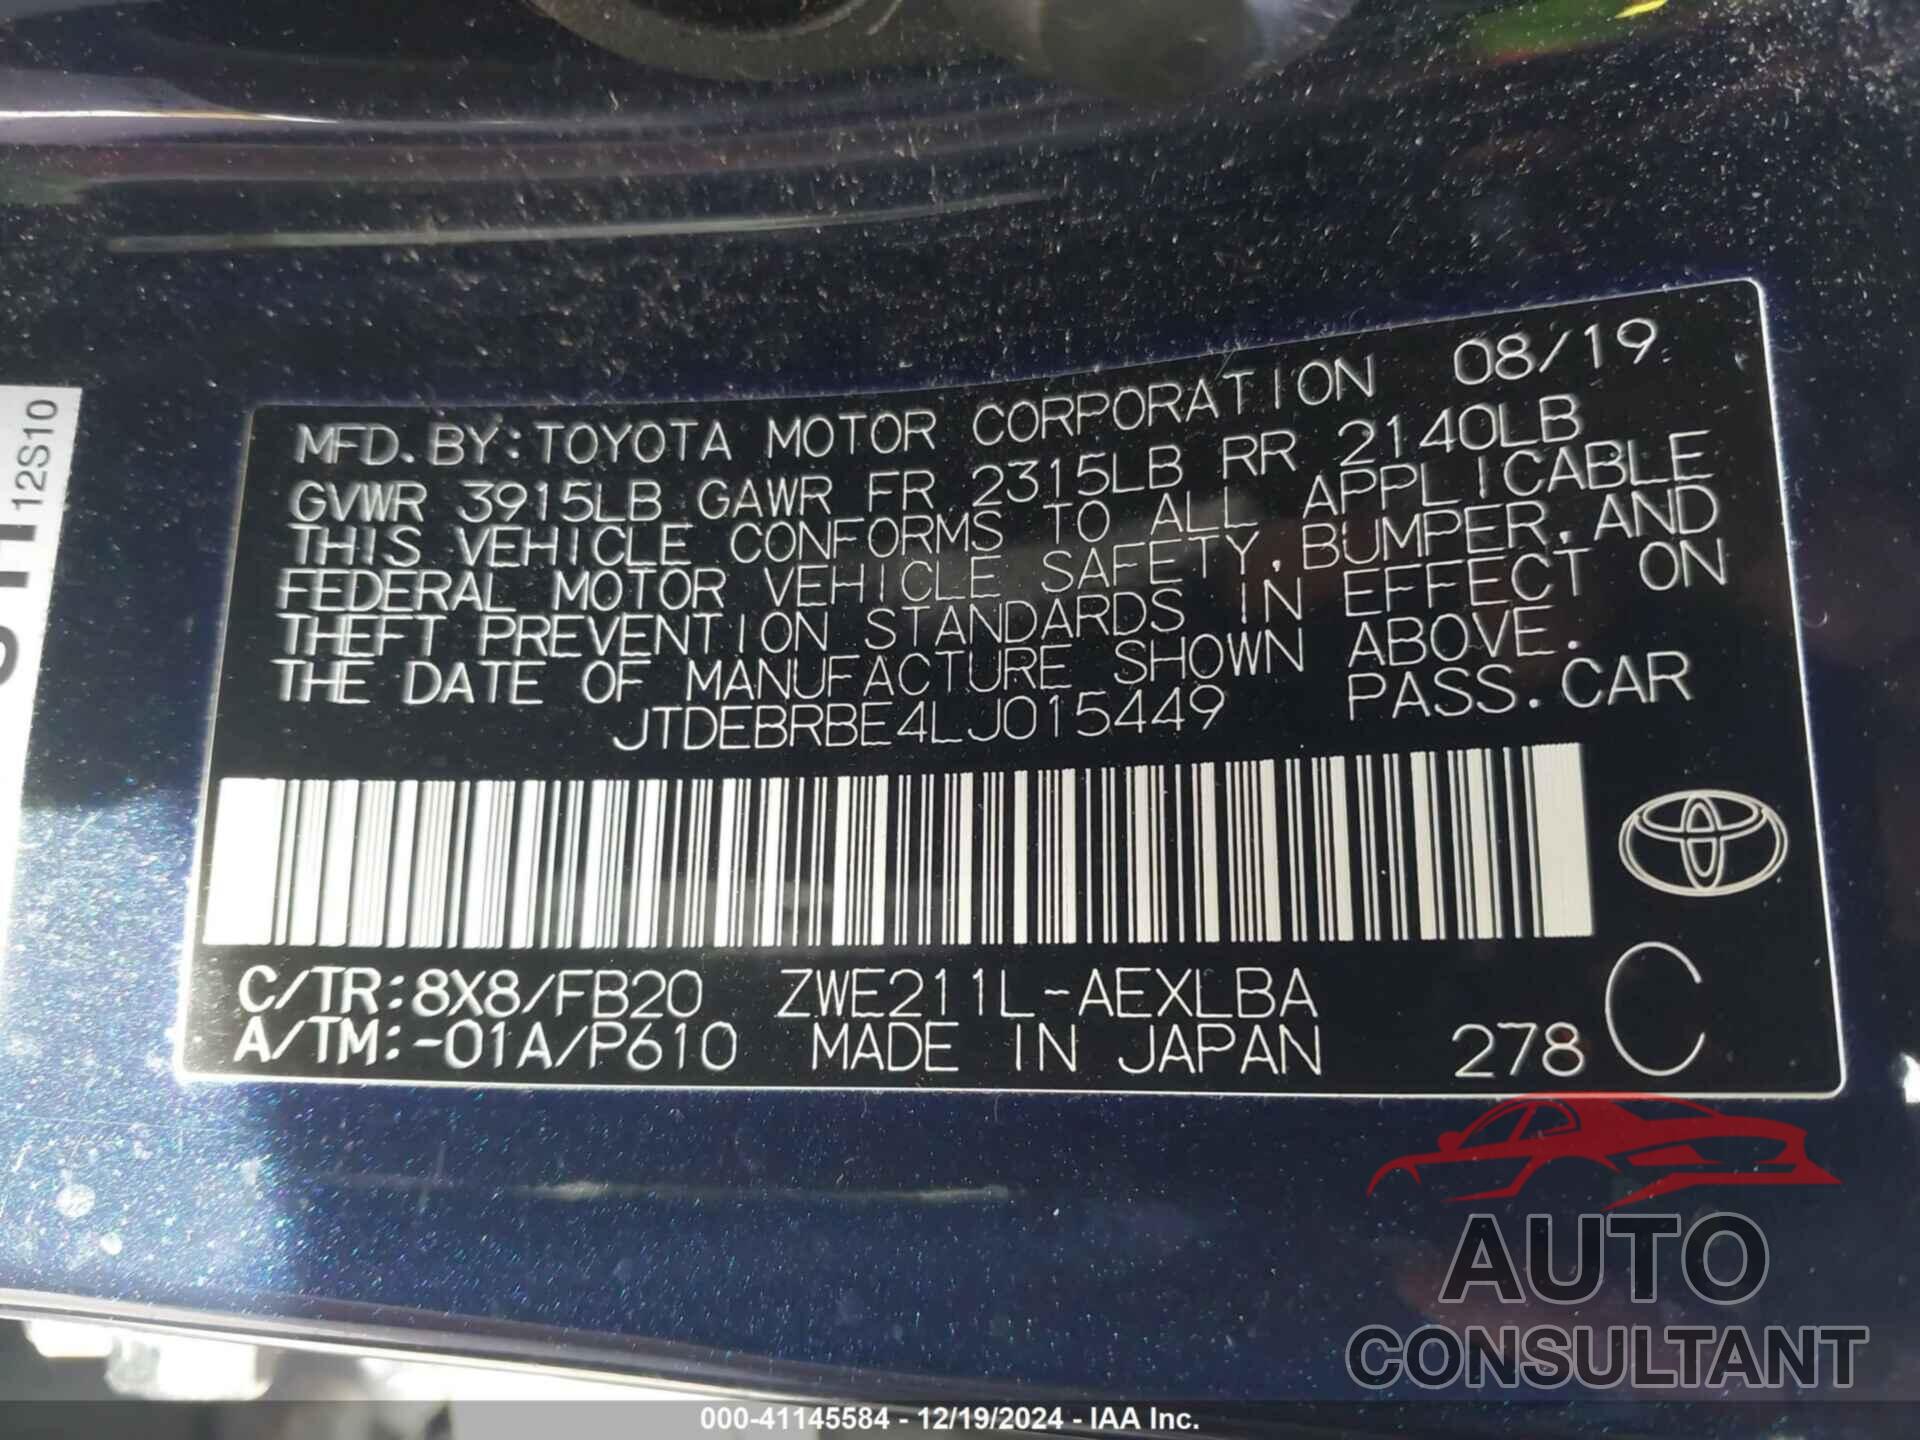 MFD. BY: TOYOTA MOTOR CORPORATION 08/19
GVWR 3915LB GAWR FR 2315LB RR 2140LB
THIS VEHICLE CONFORMS TO ALL APPLICABLE
FEDERAL MOTOR VEHICLE SAFETY, BUMPER, AND
THEFT PREVENTION STANDARDS IN EFFECT ON
THE DATE OF MANUFACTURE SHOWN ABOVE.
JTDEBRBE4LJ015449 PASS. CAR
C/TR: 8X8/FB20 ZWE211L-AEXLBA
A/TM: -01A/P610 MADE IN JAPAN 278 C
12S10
AUTO
CONSULTANT
000-41145584 - 12/19/2024 - IAA Inc.